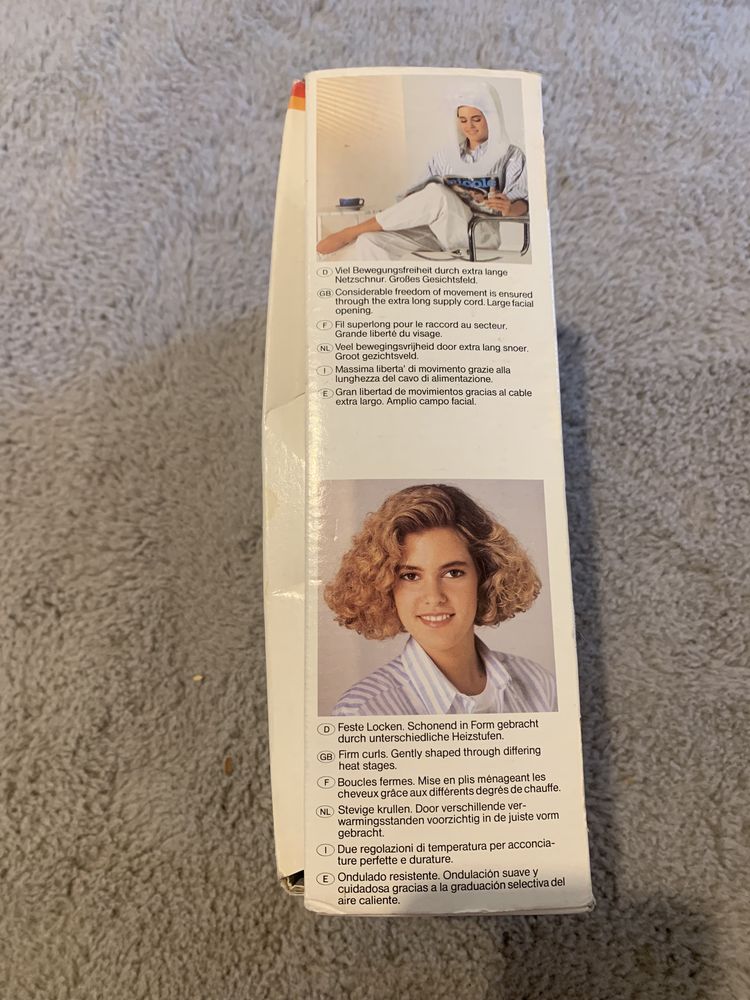 nicole
D Viel Bewegungsfreiheit durch extra lange
Netzschnur. Großes Gesichtsfeld.
GB Considerable freedom of movement is ensured
through the extra long supply cord. Large facial
opening.
F Fil superlong pour le raccord au secteur.
Grande liberté du visage.
NL Veel bewegingsvrijheid door extra lang snoer.
Groot gezichtsveld.
I Massima liberta' di movimento grazie alla
lunghezza del cavo di alimentazione.
E Gran libertad de movimientos gracias al cable
extra largo. Amplio campo facial.
D Feste Locken. Schonend in Form gebracht
durch unterschiedliche Heizstufen.
GB Firm curls. Gently shaped through differing
heat stages.
F Boucles fermes. Mise en plis ménageant les
cheveux grâce aux différents degrés de chauffe.
NL Stevige krullen. Door verschillende ver-
warmingsstanden voorzichtig in de juiste vorm
gebracht.
I Due regolazioni di temperatura per acconcia-
ture perfette e durature.
E Ondulado resistente. Ondulación suave y
cuidadosa gracias a la graduación selectiva del
aire caliente.